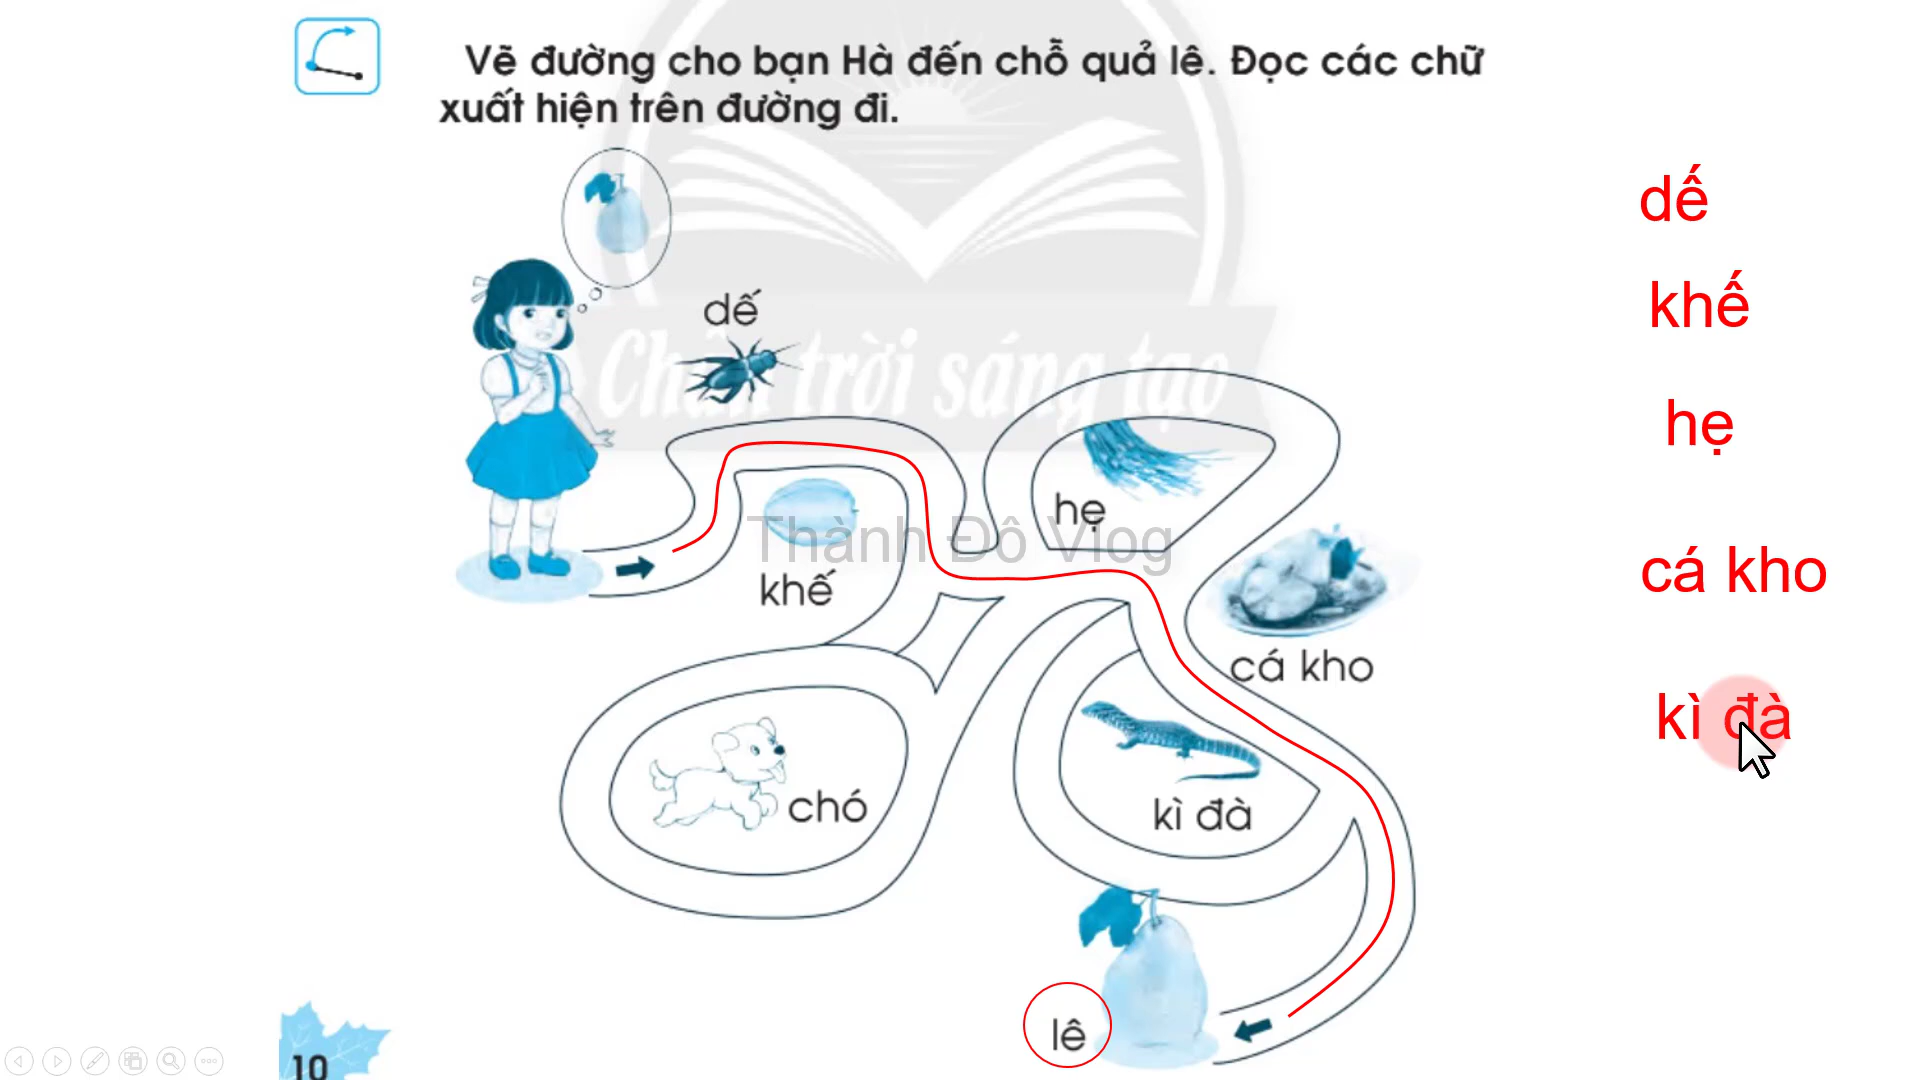 Vẽ đường cho bạn Hà đến chỗ quả lê. Đọc các chữ
xuất hiện trên đường đi.
dế
khế
hẹ
cá kho
kì đà
chó
lê
Chân trời sáng tạo
Thành Đô Vlog
dế
khế
hẹ
cá kho
kì đà
10